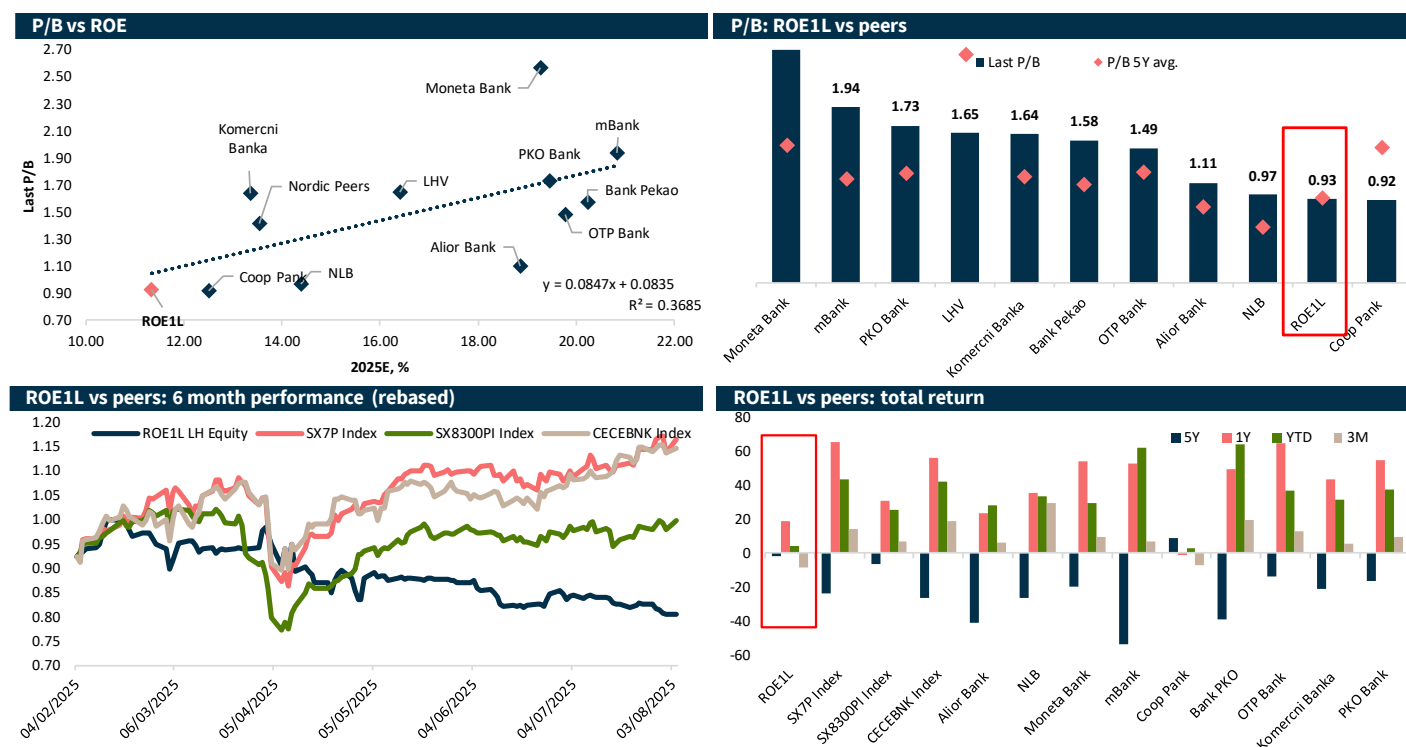 P/B vs ROE
2.70
2.50
2.30
2.10
1.90
1.70
1.50
1.30
1.10
0.90
0.70
Last P/B
Moneta Bank
Komercni
Banka
mBank
PKO Bank
Nordic Peers
LHV
Bank Pekao
OTP Bank
Alior Bank
Coop Pank
NLB
ROE1L
y = 0.0847x + 0.0835
R² = 0.3685
10.00 12.00 14.00 16.00 18.00 20.00 22.00
2025E, %
P/B: ROE1L vs peers
Last P/B
P/B 5Y avg.
1.94
1.73
1.65
1.64
1.58
1.49
1.11
0.97
0.93
0.92
Moneta Bank
mBank
PKO Bank
LHV
Komercni Banka
Bank Pekao
OTP Bank
Alior Bank
NLB
ROE1L
Coop Pank
ROE1L vs peers: 6 month performance (rebased)
ROE1L LH Equity
SX7P Index
SX8300PI Index
CECEBNK Index
1.20
1.15
1.10
1.05
1.00
0.95
0.90
0.85
0.80
0.75
0.70
04/02/2025
06/03/2025
05/04/2025
05/05/2025
04/06/2025
04/07/2025
03/08/2025
ROE1L vs peers: total return
5Y
1Y
YTD
3M
80
60
40
20
0
-20
-40
-60
ROE1L
SX7P Index
SX8300PI Index
CECEBNK Index
Alior Bank
NLB
Moneta Bank
mBank
Coop Pank
Bank PKO
OTP Bank
Komercni Banka
PKO Bank